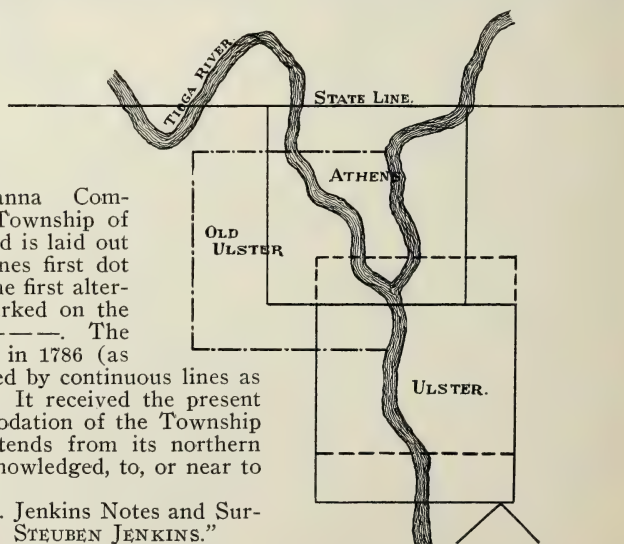 TIOGA RIVER.
STATE LINE.
ATHENS
OLD
ULSTER
ULSTER.
anna Com-
Township of
d is laid out
nes first dot
ne first alter-
rked on the
— — —. The
in 1786 (as
ed by continuous lines as
It received the present
odation of the Township
tends from its northern
nowledged, to, or near to
. Jenkins Notes and Sur-
STEUBEN JENKINS.”